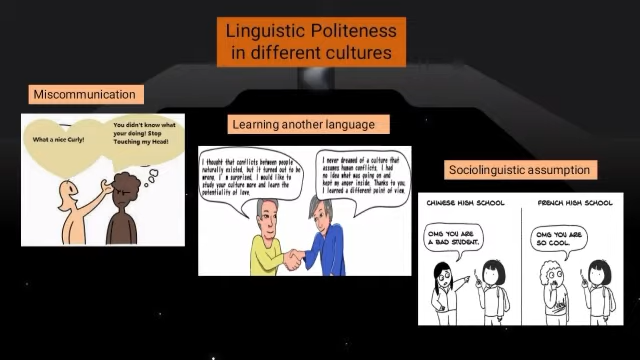 Linguistic Politeness
in different cultures
Miscommunication
What a nice Curly!
You didn't know what
your doing! Stop
Touching my Head!
Learning another language
I thought that conflicts between people
naturally existed, but it turned out to be
wrong. I' m surprised. I would like to
study your culture more and learn the
potentiality of love.
I never dreamed of a culture that
assumes human conflicts. I had
no idea what was going on and
kept my anger inside. Thanks to you,
I learned a different point of view.
Sociolinguistic assumption
CHINESE HIGH SCHOOL
OMG YOU ARE
A BAD STUDENT.
FRENCH HIGH SCHOOL
OMG YOU ARE
SO COOL.